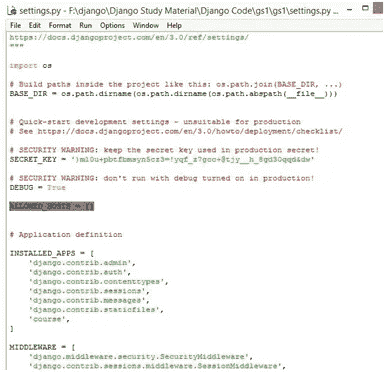 settings.py - F:\django\Django Study Material\Django Code\gs1\gs1\settings.py ...
File Edit Format Run Options Window Help
https://docs.djangoproject.com/en/3.0/ref/settings/
"""
import os
# Build paths inside the project like this: os.path.join(BASE_DIR, ...)
BASE_DIR = os.path.dirname(os.path.dirname(os.path.abspath(__file__)))
# Quick-start development settings - unsuitable for production
# See https://docs.djangoproject.com/en/3.0/howto/deployment/checklist/
# SECURITY WARNING: keep the secret key used in production secret!
SECRET_KEY =
# SECURITY WARNING: don't run with debug turned on in production!
DEBUG = True
ALLOWED_HOSTS = []
# Application definition
INSTALLED_APPS = [
'django.contrib.admin',
'django.contrib.auth',
'django.contrib.contenttypes',
'django.contrib.sessions',
'django.contrib.messages',
'django.contrib.staticfiles',
'course',
]
MIDDLEWARE = [
'django.middleware.security.SecurityMiddleware',
'django.contrib.sessions.middleware.SessionMiddleware',